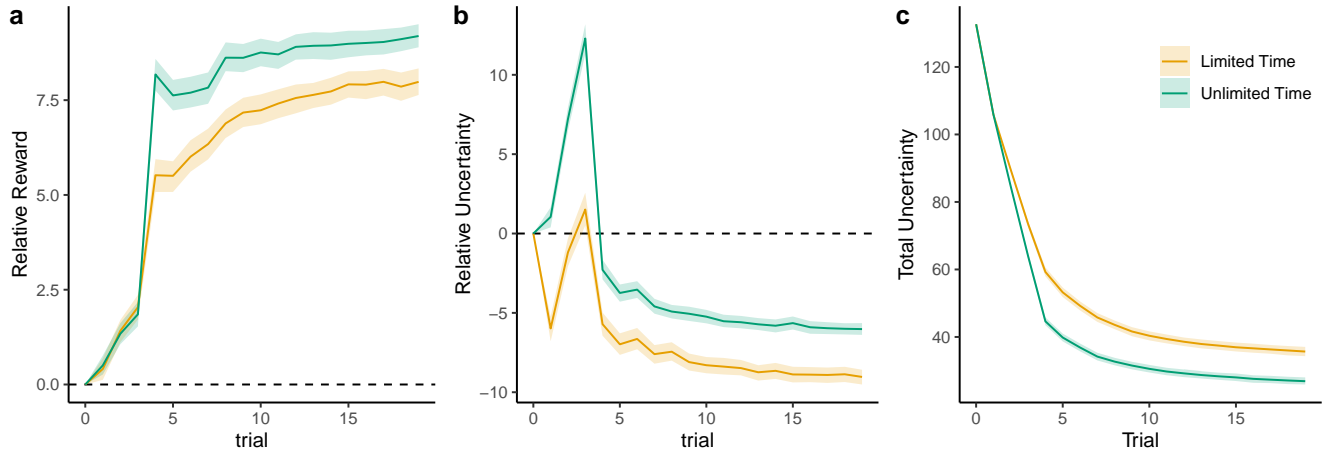 a
Relative Reward
7.5
5.0
2.5
0.0
0
5
10
15
trial
b
Relative Uncertainty
10
5
0
−5
−10
0
5
10
15
trial
c
Total Uncertainty
120
100
80
60
40
0
5
10
15
Trial
Limited Time
Unlimited Time